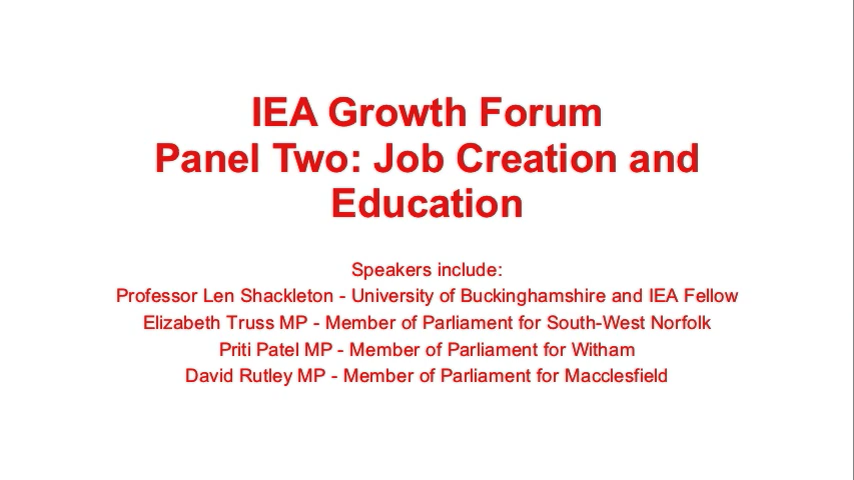 IEA Growth Forum
Panel Two: Job Creation and
Education
Speakers include:
Professor Len Shackleton - University of Buckinghamshire and IEA Fellow
Elizabeth Truss MP - Member of Parliament for South-West Norfolk
Priti Patel MP - Member of Parliament for Witham
David Rutley MP - Member of Parliament for Macclesfield